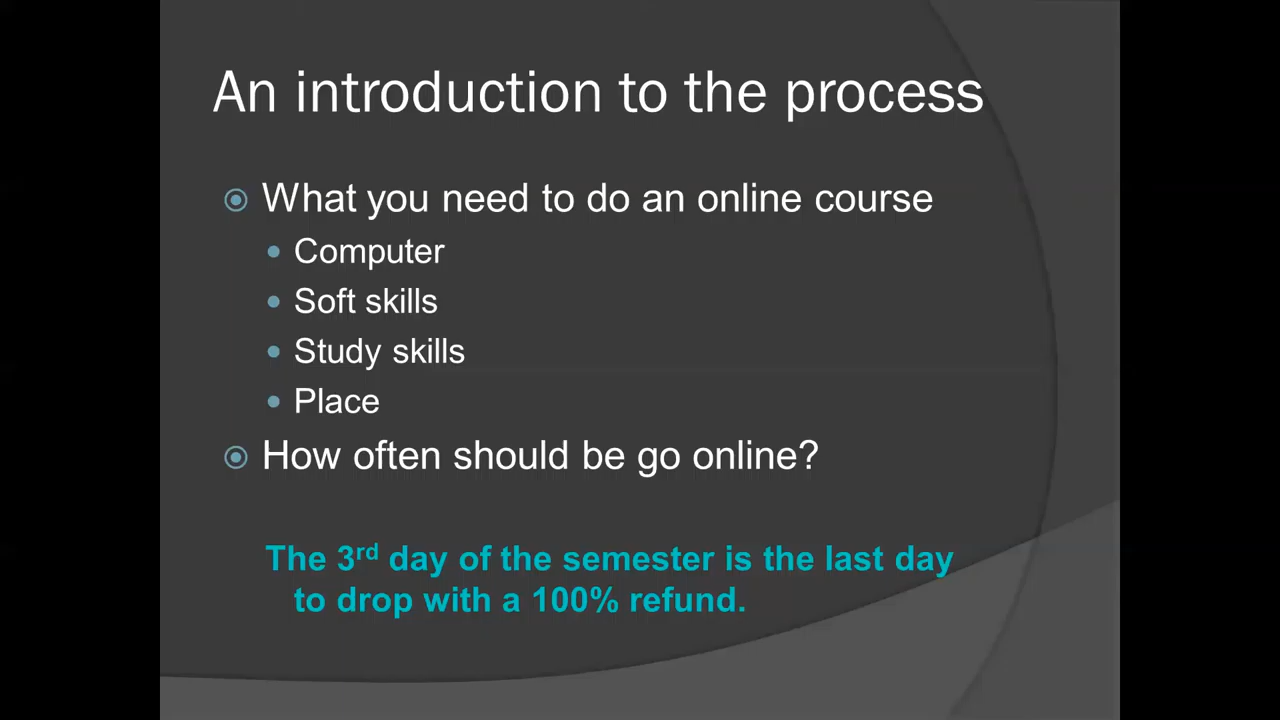 An introduction to the process
What you need to do an online course
Computer
Soft skills
Study skills
Place
How often should be go online?
The 3rd day of the semester is the last day
to drop with a 100% refund.